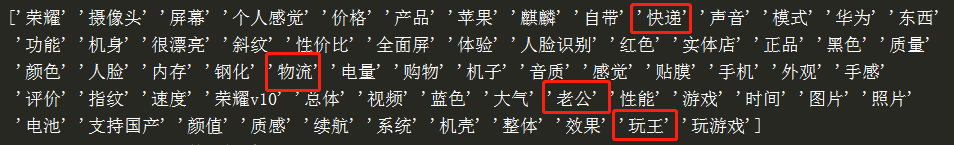 ['荣耀','摄像头','屏幕','个人感觉','价格','产品','苹果','麒麟','自带','快递','声音','模式','华为','东西
'功能','机身','很漂亮','斜纹','性价比','全面屏','体验','人脸识别','红色','实体店','正品','黑色','质量'
'颜色','人脸','内存','钢化','物流','电量','购物','机子','音质','感觉','贴膜','手机','外观','手感'
'评价','指纹','速度','荣耀v10','总体','视频','蓝色','大气','老公','性能','游戏','时间','图片','照片'
'电池','支持国产','颜值','质感','续航','系统','机壳','整体','效果','玩王','玩游戏']